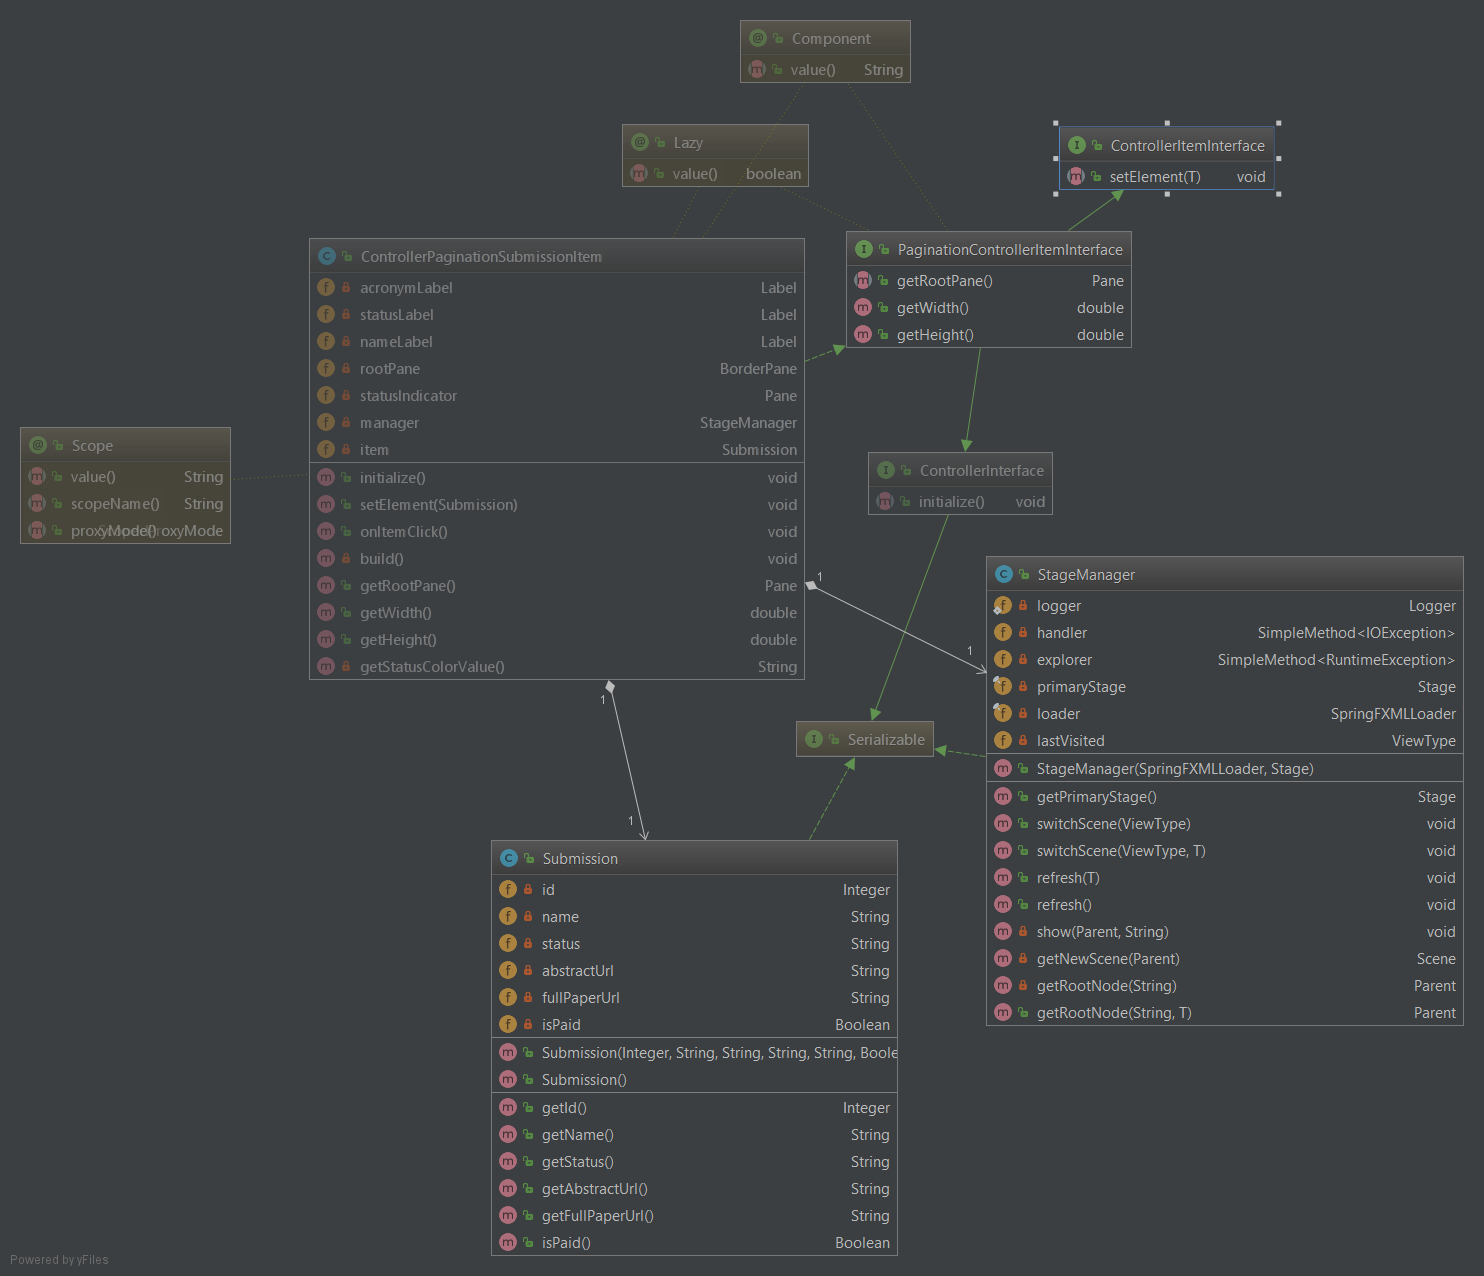 Component
value() String
Lazy
value() boolean
ControllerItemInterface
setElement(T) void
PaginationControllerItemInterface
getRootPane() Pane
getWidth() double
getHeight() double
ControllerPaginationSubmissionItem
acronymLabel Label
statusLabel Label
nameLabel Label
rootPane BorderPane
statusIndicator Pane
manager StageManager
item Submission
initialize() void
setElement(Submission) void
onItemClick() void
build() void
getRootPane() Pane
getWidth() double
getHeight() double
getStatusColorValue() String
Scope
value() String
scopeName() String
proxyMode() ScopedProxyMode
ControllerInterface
initialize() void
1
1
1
1
StageManager
logger Logger
handler SimpleMethod<IOException>
explorer SimpleMethod<RuntimeException>
primaryStage Stage
loader SpringFXMLLoader
lastVisited ViewType
StageManager(SpringFXMLLoader, Stage)
getPrimaryStage() Stage
switchScene(ViewType) void
switchScene(ViewType, T) void
refresh(T) void
refresh() void
show(Parent, String) void
getNewScene(Parent) Scene
getRootNode(String) Parent
getRootNode(String, T) Parent
Serializable
Submission
id Integer
name String
status String
abstractUrl String
fullPaperUrl String
isPaid Boolean
Submission(Integer, String, String, String, String, Boole
Submission()
getId() Integer
getName() String
getStatus() String
getAbstractUrl() String
getFullPaperUrl() String
isPaid() Boolean
Powered by yFiles